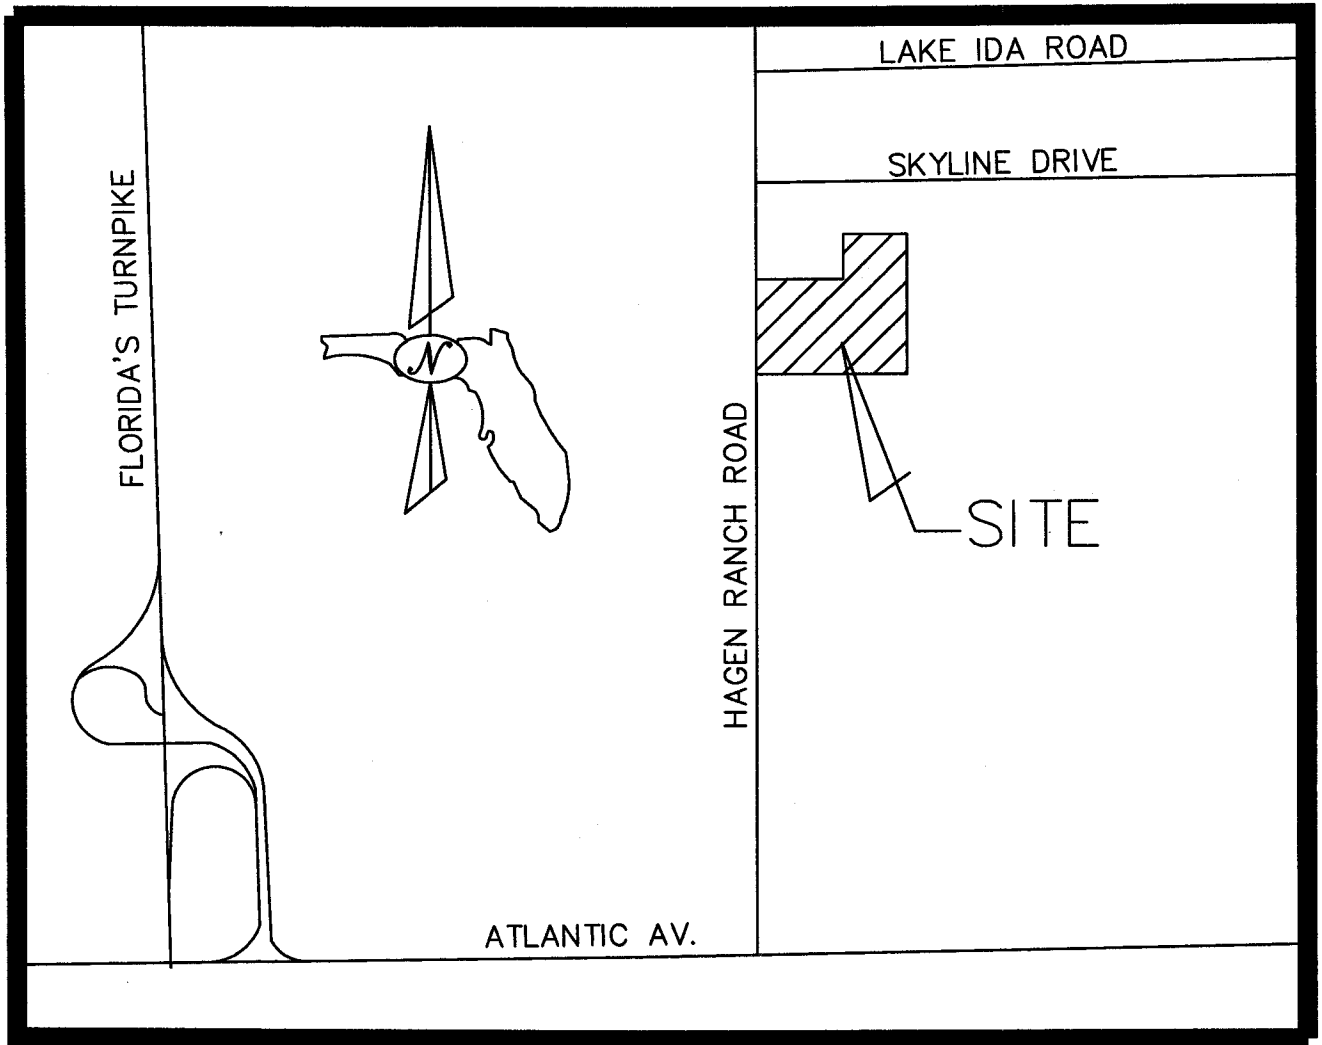 LAKE IDA ROAD
SKYLINE DRIVE
FLORIDA'S TURNPIKE
N
HAGEN RANCH ROAD
SITE
ATLANTIC AV.